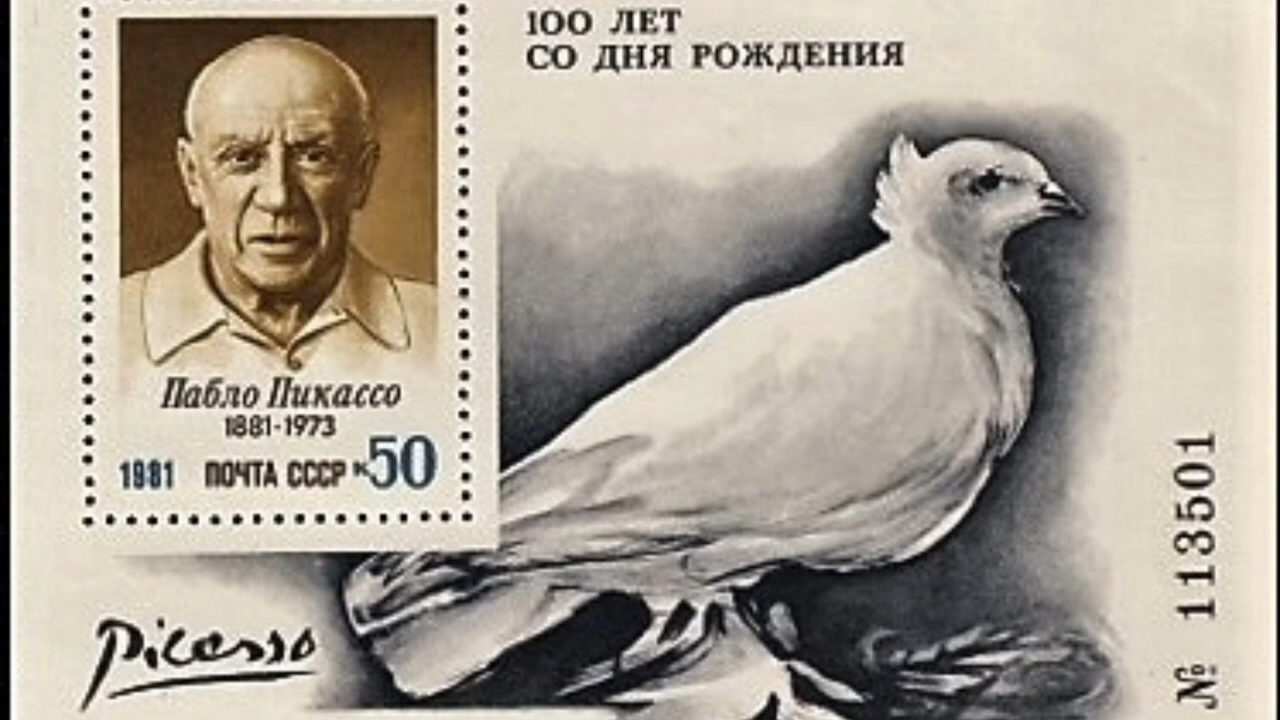 100 ЛЕТ
СО ДНЯ РОЖДЕНИЯ
Пабло Пикассо
1881-1973
1981 ПОЧТА СССР к50
Picasso
№ 113501